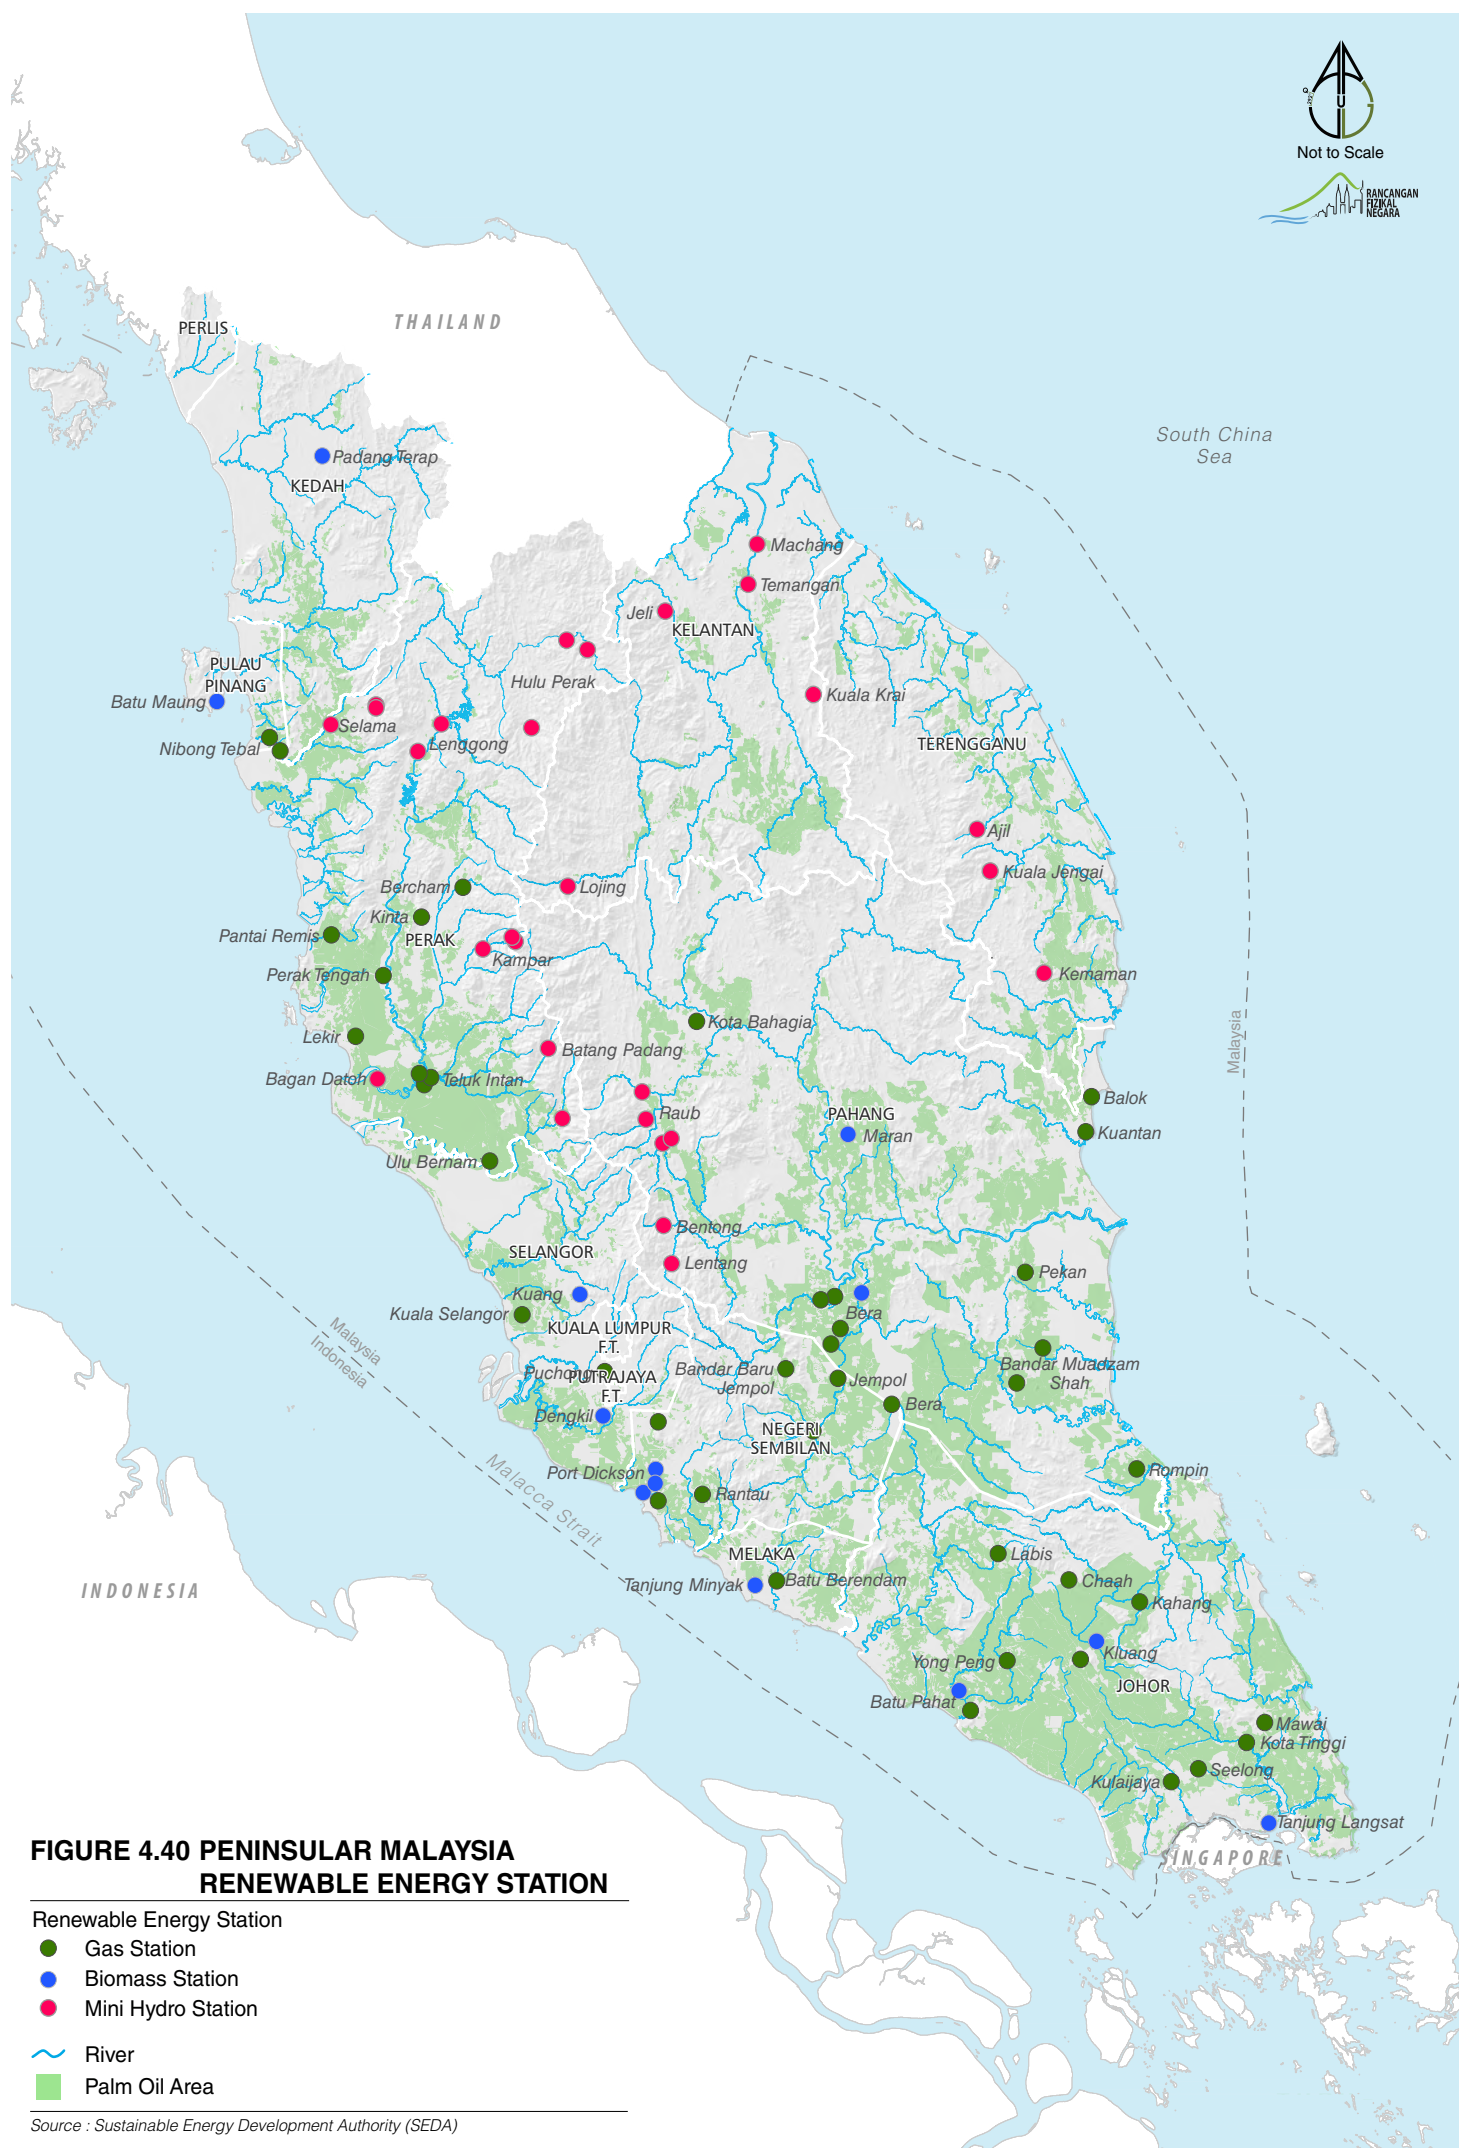 Not to Scale
RANCANGAN
FIZIKAL
NEGARA
THAILAND
PERLIS
South China
Sea
Padang Terap
KEDAH
Machang
Temangan
Jeli
KELANTAN
PULAU
PINANG
Hulu Perak
Batu Maung
Kuala Krai
Selama
Nibong Tebal
Lenggong
TERENGGANU
Ajil
Kuala Jengai
Bercham
Lojing
Kinta
Pantai Remis
PERAK
Kampar
Perak Tengah
Kemaman
Kota Bahagia
Lekir
Malaysia
Batang Padang
Bagan Datoh
Teluk Intan
Balok
Raub
PAHANG
Maran
Kuantan
Ulu Bernam
Bentong
SELANGOR
Lentang
Pekan
Kuang
Kuala Selangor
Bera
KUALA LUMPUR
F.T.
Malaysia
Indonesia
Bandar Muadzam
Shah
Puchong
PUTRAJAYA
F.T.
Bandar Baru
Jempol
Jempol
Bera
Dengkil
NEGERI
SEMBILAN
Port Dickson
Rompin
Malacca Strait
Rantau
MELAKA
Labis
INDONESIA
Tanjung Minyak
Batu Berendam
Chaah
Kahang
Kluang
Yong Peng
JOHOR
Batu Pahat
Mawai
Kota Tinggi
Seelong
Kulaijaya
Tanjung Langsat
SINGAPORE
FIGURE 4.40 PENINSULAR MALAYSIA
RENEWABLE ENERGY STATION
Renewable Energy Station
Gas Station
Biomass Station
Mini Hydro Station
River
Palm Oil Area
Source : Sustainable Energy Development Authority (SEDA)